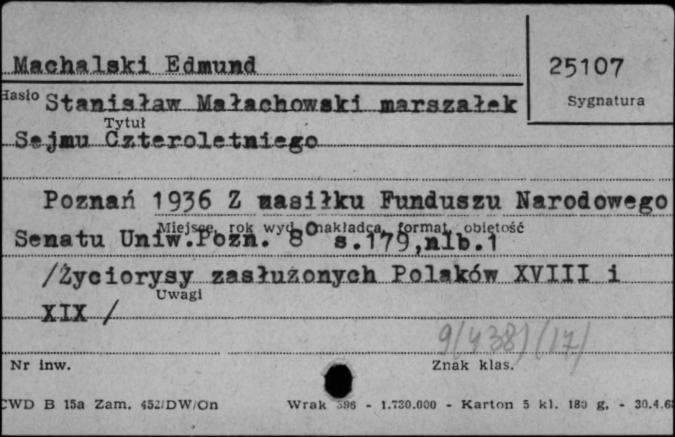 Machalski Edmund
25107
Hasło Stanisław Małachowski marszałek
Sygnatura
Tytuł
Sejmu Czteroletniego
Poznań 1936 Z zasiłku Funduszu Narodowego
Miejsce, rok wyd. nakładca, format, objętość
Senatu Uniw.Pozn. 8° s.179,nlb.1
/Życiorysy zasłużonych Polaków XVIII i
Uwagi
XIX /
9(438)(17)
Nr inw.
Znak klas.
CWD B 15a Zam. 452/DW/On Wrak 396 - 1.730.000 - Karton 5 kl. 180 g. - 30.4.6